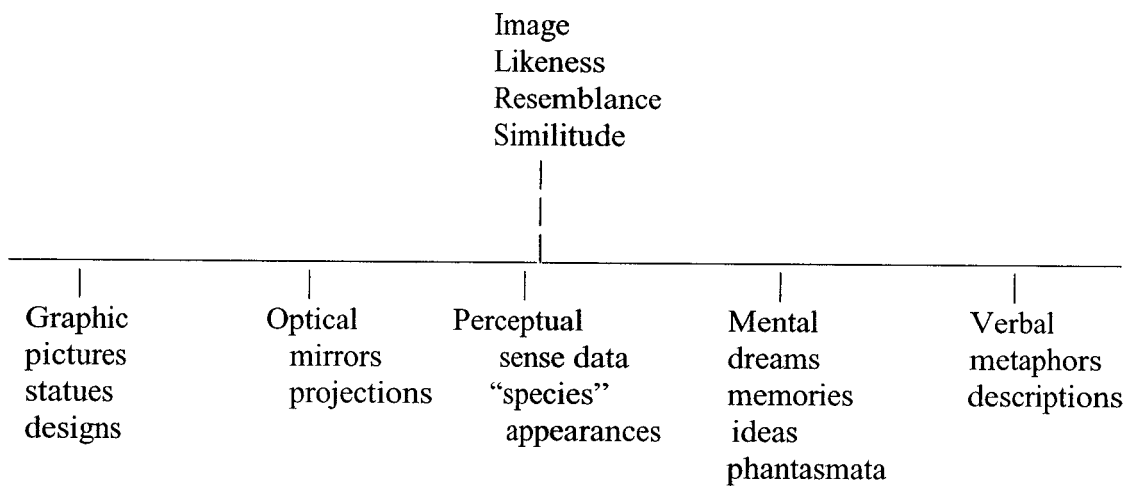 Image
Likeness
Resemblance
Similitude
Graphic
pictures
statues
designs
Optical
mirrors
projections
Perceptual
sense data
“species”
appearances
Mental
dreams
memories
ideas
phantasmata
Verbal
metaphors
descriptions